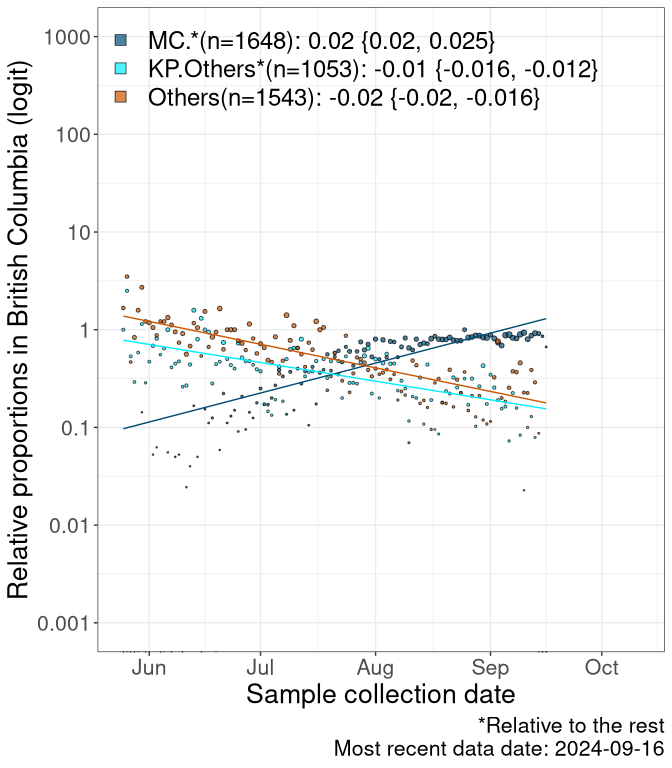 MC.*(n=1648): 0.02 {0.02, 0.025}
KP.Others*(n=1053): -0.01 {-0.016, -0.012}
Others(n=1543): -0.02 {-0.02, -0.016}
Relative proportions in British Columbia (logit)
1000
100
10
1
0.1
0.01
0.001
Jun Jul Aug Sep Oct
Sample collection date
*Relative to the rest
Most recent data date: 2024-09-16